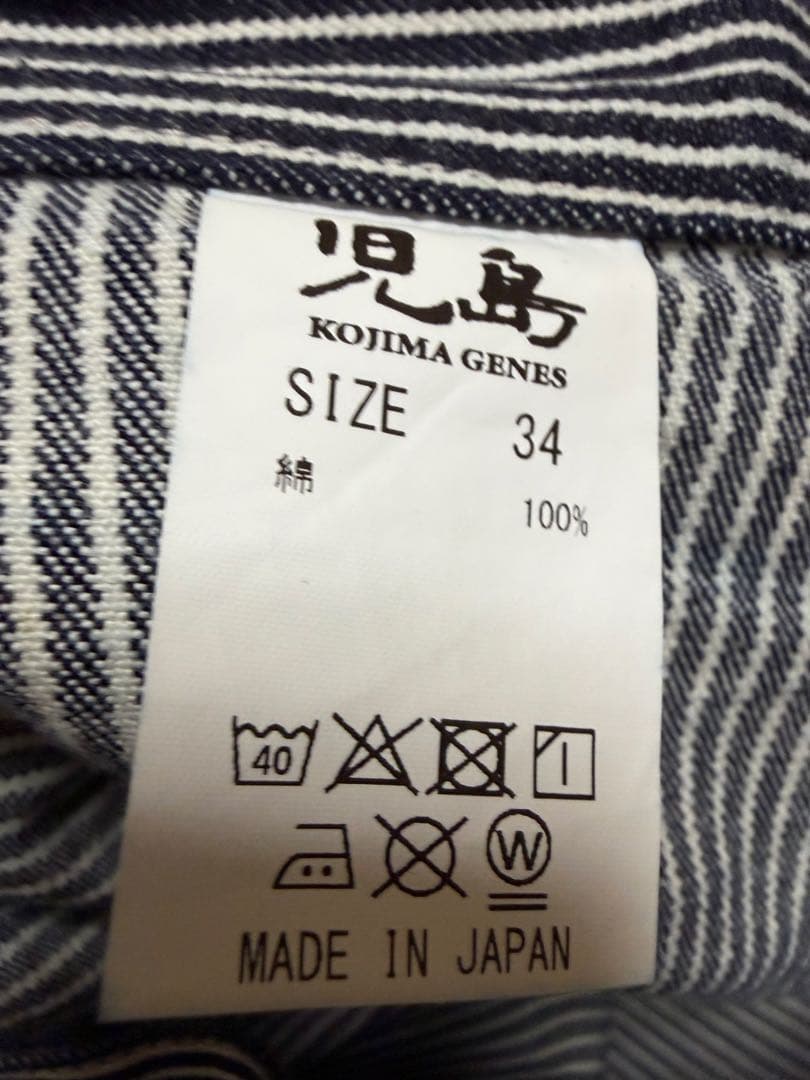 児島
KOJIMA GENES
SIZE 34
綿 100%
40
W
MADE IN JAPAN